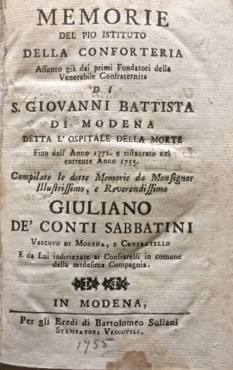 MEMORIE
DEL PIO ISTITUTO
DELLA CONFORTERIA
Assunto già dai primi Fondatori della
Venerabile Confraternita
DI
S. GIOVANNI BATTISTA
DI MODENA
DETTA L' OSPITALE DELLA MORTE
Fino dall' Anno 1372. e ristaurato nel
corrente Anno 1755.
Compilate le dette Memorie da Monsignor
Illustrissimo, e Reverendissimo
GIULIANO
DE' CONTI SABBATINI
VESCOVO DI MODENA, E CONFRATELLO
E da Lui indirizzate ai Confratelli in comune
della medesima Compagnia.
IN MODENA,
Per gli Eredi di Bartolomeo Soliani
STAMPATORI VESCOVILI.
1755